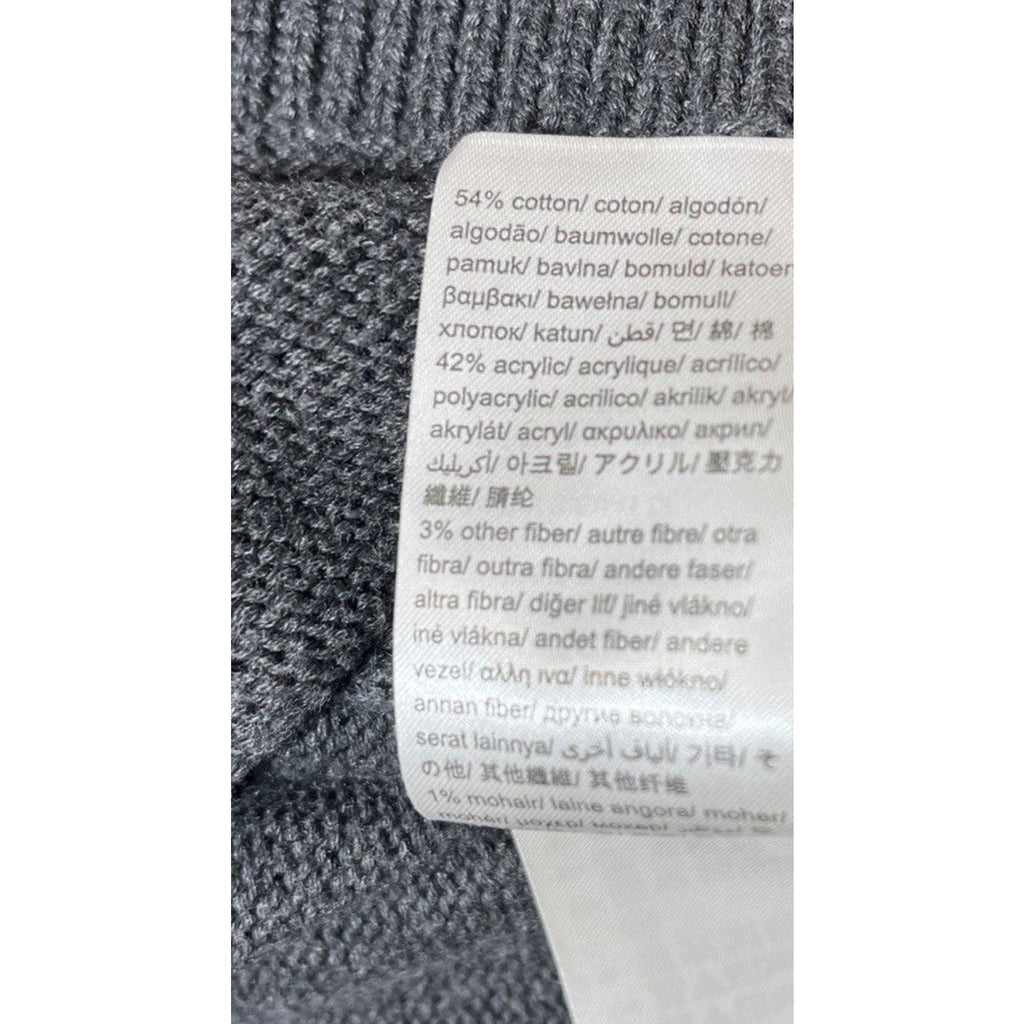 54% cotton/ coton/ algodón/
algodão/ baumwolle/ cotone/
pamuk/ bavlna/ bomuld/ katoen
βαμβακι/ bawełna/ bomull/
хлопок/ katun/ قطن/ 면/ 綿/ 棉
42% acrylic/ acrylique/ acrílico/
polyacrylic/ acrilico/ akrilik/ akryl/
akrylát/ acryl/ ακρυλικο/ акрил/
أكريليك/ 아크릴/ アクリル/ 壓克力
纖維/ 腈纶
3% other fiber/ autre fibre/ otra
fibra/ outra fibra/ andere faser/
altra fibra/ diğer lif/ jiné vlákno/
iné vlákna/ andet fiber/ andere
vezel/ αλλη ινα/ inne włókno/
annan fiber/ другие волокна/
serat lainnya/ ألياف أخرى/ 기타/ そ
の他/ 其他纖維/ 其他纤维
1% mohair/ laine angora/ moher/
mohér/ μοχερ/ мохер/